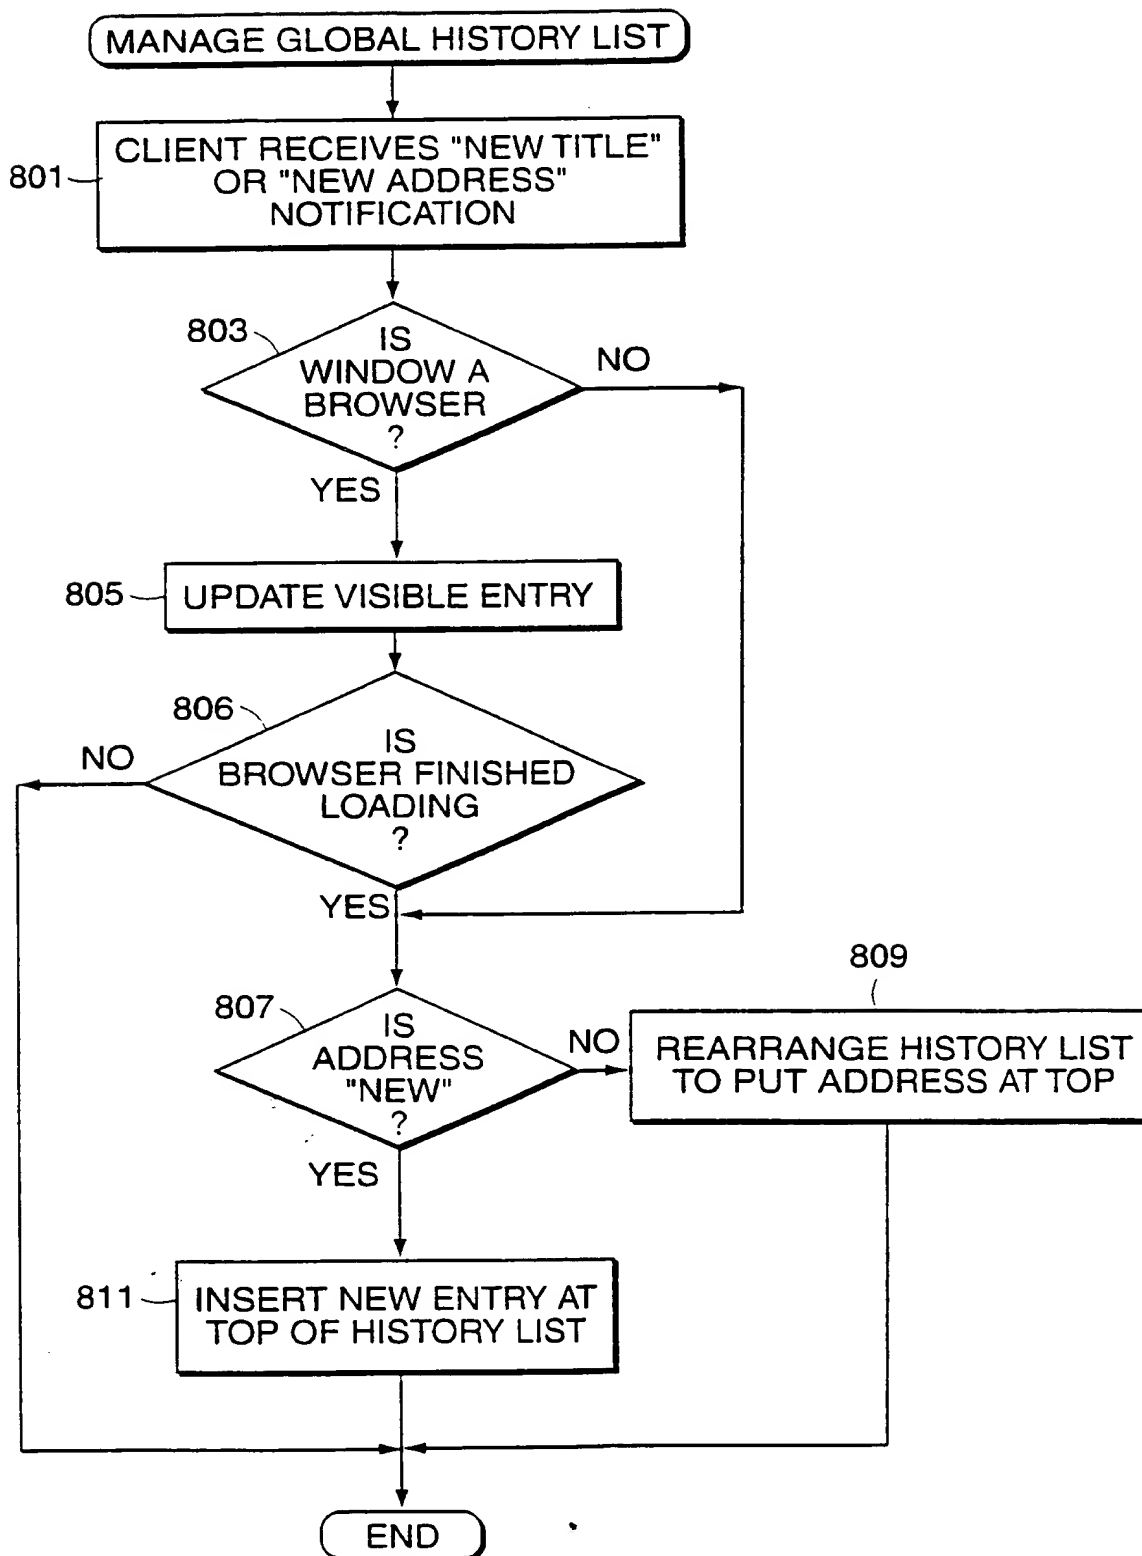 MANAGE GLOBAL HISTORY LIST
801
CLIENT RECEIVES "NEW TITLE"
OR "NEW ADDRESS"
NOTIFICATION
803
IS
WINDOW A
BROWSER
?
NO
YES
805
UPDATE VISIBLE ENTRY
806
IS
BROWSER FINISHED
LOADING
?
NO
YES
807
IS
ADDRESS
"NEW"
?
NO
809
REARRANGE HISTORY LIST
TO PUT ADDRESS AT TOP
YES
811
INSERT NEW ENTRY AT
TOP OF HISTORY LIST
END